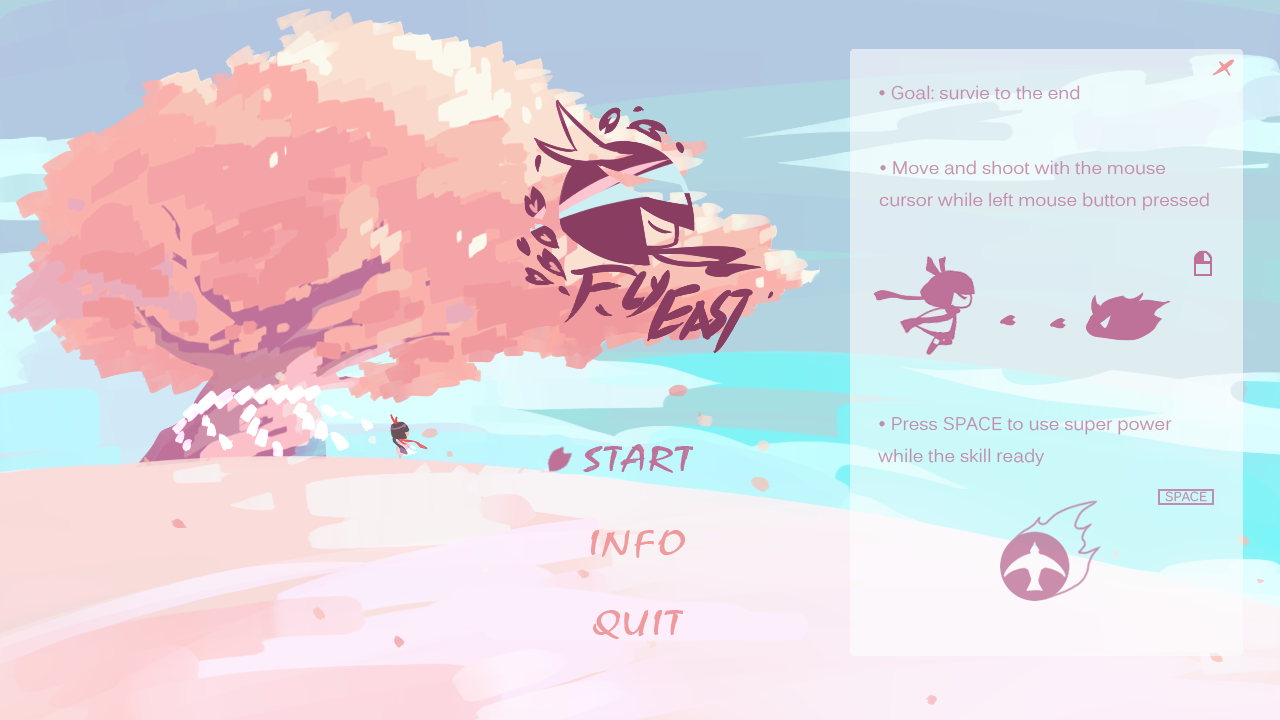 FLY
EAST
START
INFO
QUIT
• Goal: survie to the end
• Move and shoot with the mouse
cursor while left mouse button pressed
• Press SPACE to use super power
while the skill ready
SPACE